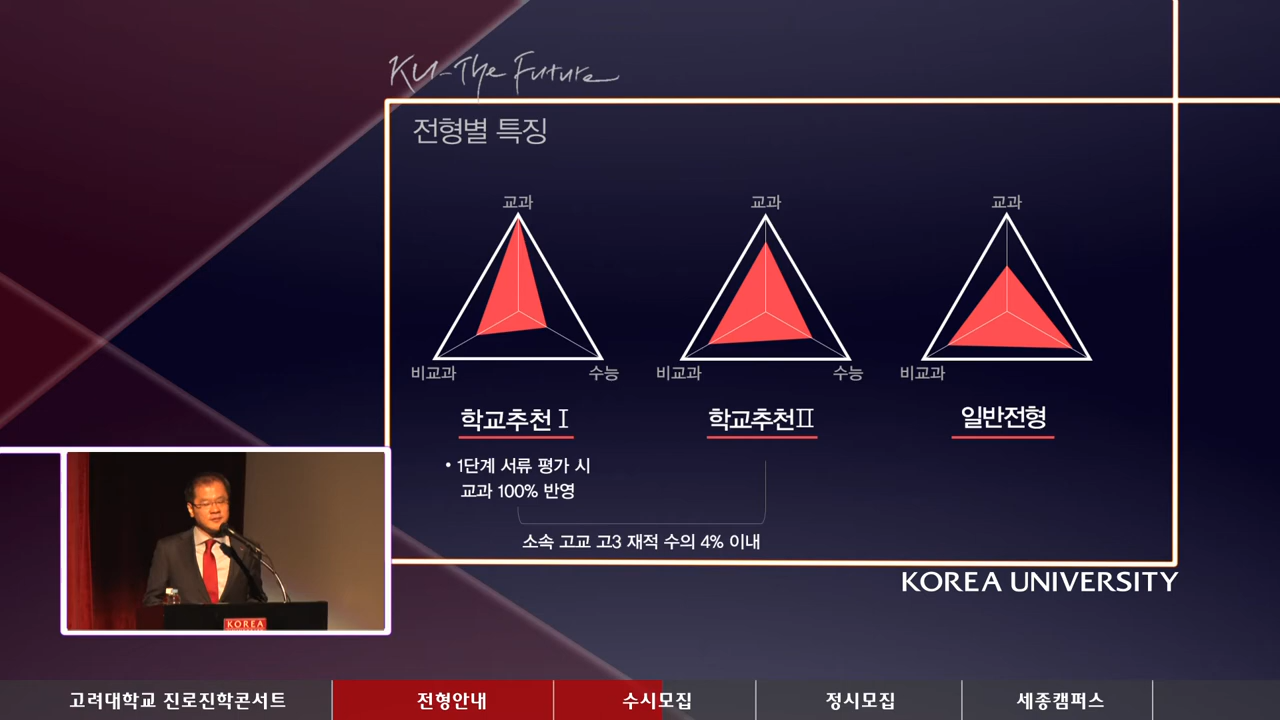 KU-The Future
전형별 특징
교과
교과
교과
비교과
수능
비교과
수능
비교과
학교추천Ⅰ
학교추천Ⅱ
일반전형
• 1단계 서류 평가 시
교과 100% 반영
소속 고교 고3 재적 수의 4% 이내
KOREA UNIVERSITY
KOREA
고려대학교 진로진학콘서트
전형안내
수시모집
정시모집
세종캠퍼스